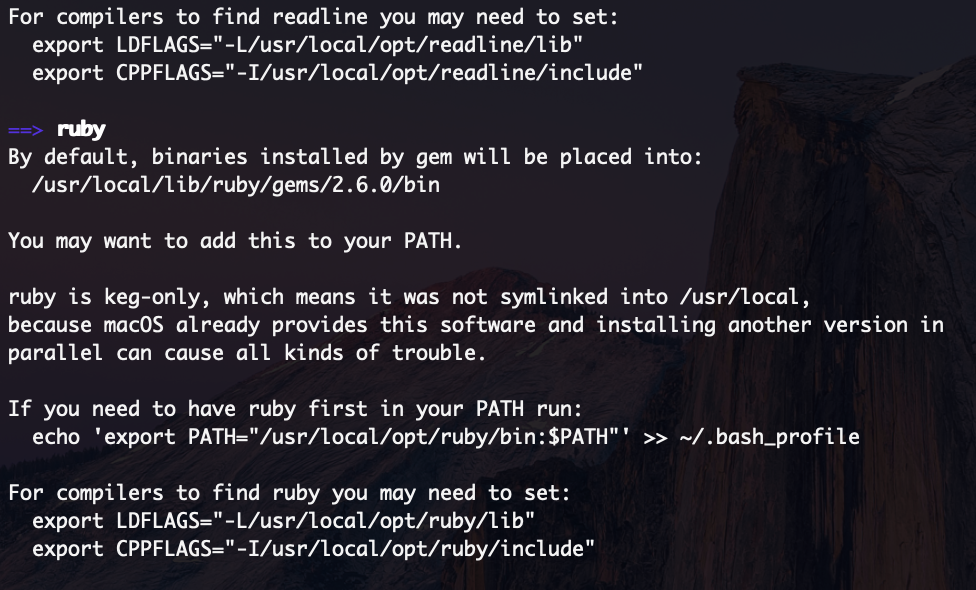 For compilers to find readline you may need to set:
  export LDFLAGS="-L/usr/local/opt/readline/lib"
  export CPPFLAGS="-I/usr/local/opt/readline/include"

==> ruby
By default, binaries installed by gem will be placed into:
  /usr/local/lib/ruby/gems/2.6.0/bin

You may want to add this to your PATH.

ruby is keg-only, which means it was not symlinked into /usr/local,
because macOS already provides this software and installing another version in
parallel can cause all kinds of trouble.

If you need to have ruby first in your PATH run:
  echo 'export PATH="/usr/local/opt/ruby/bin:$PATH"' >> ~/.bash_profile

For compilers to find ruby you may need to set:
  export LDFLAGS="-L/usr/local/opt/ruby/lib"
  export CPPFLAGS="-I/usr/local/opt/ruby/include"